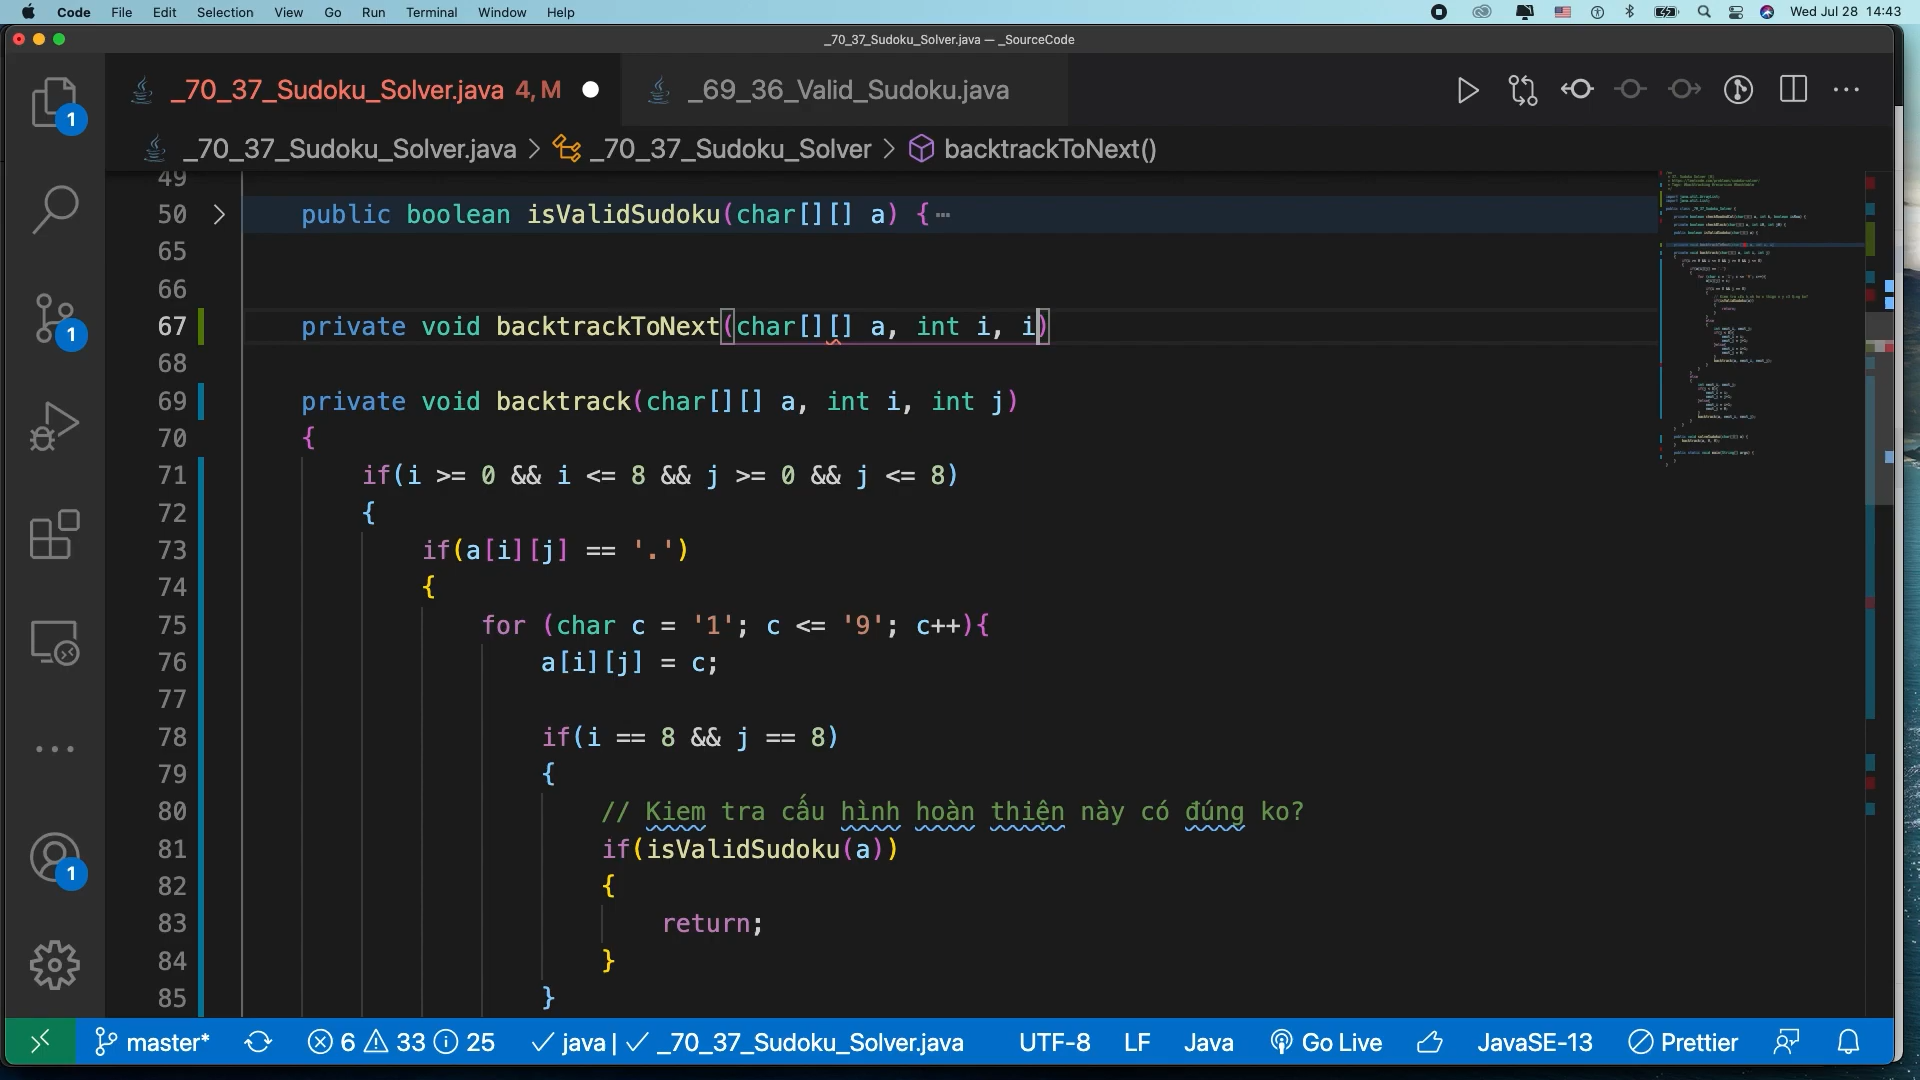 Code File Edit Selection View Go Run Terminal Window Help Wed Jul 28 14:43
_70_37_Sudoku_Solver.java — _SourceCode
_70_37_Sudoku_Solver.java 4, M _69_36_Valid_Sudoku.java
_70_37_Sudoku_Solver.java > _70_37_Sudoku_Solver > backtrackToNext()
49
50 public boolean isValidSudoku(char[][] a) {
65
66
67 private void backtrackToNext(char[][] a, int i, i)
68
69 private void backtrack(char[][] a, int i, int j)
70 {
71 if(i >= 0 && i <= 8 && j >= 0 && j <= 8)
72 {
73 if(a[i][j] == '.')
74 {
75 for (char c = '1'; c <= '9'; c++){
76 a[i][j] = c;
77
78 if(i == 8 && j == 8)
79 {
80 // Kiem tra cấu hình hoàn thiện này có đúng ko?
81 if(isValidSudoku(a))
82 {
83 return;
84 }
85 }
1
1
1
master* 6 33 25 java | _70_37_Sudoku_Solver.java UTF-8 LF Java Go Live JavaSE-13 Prettier